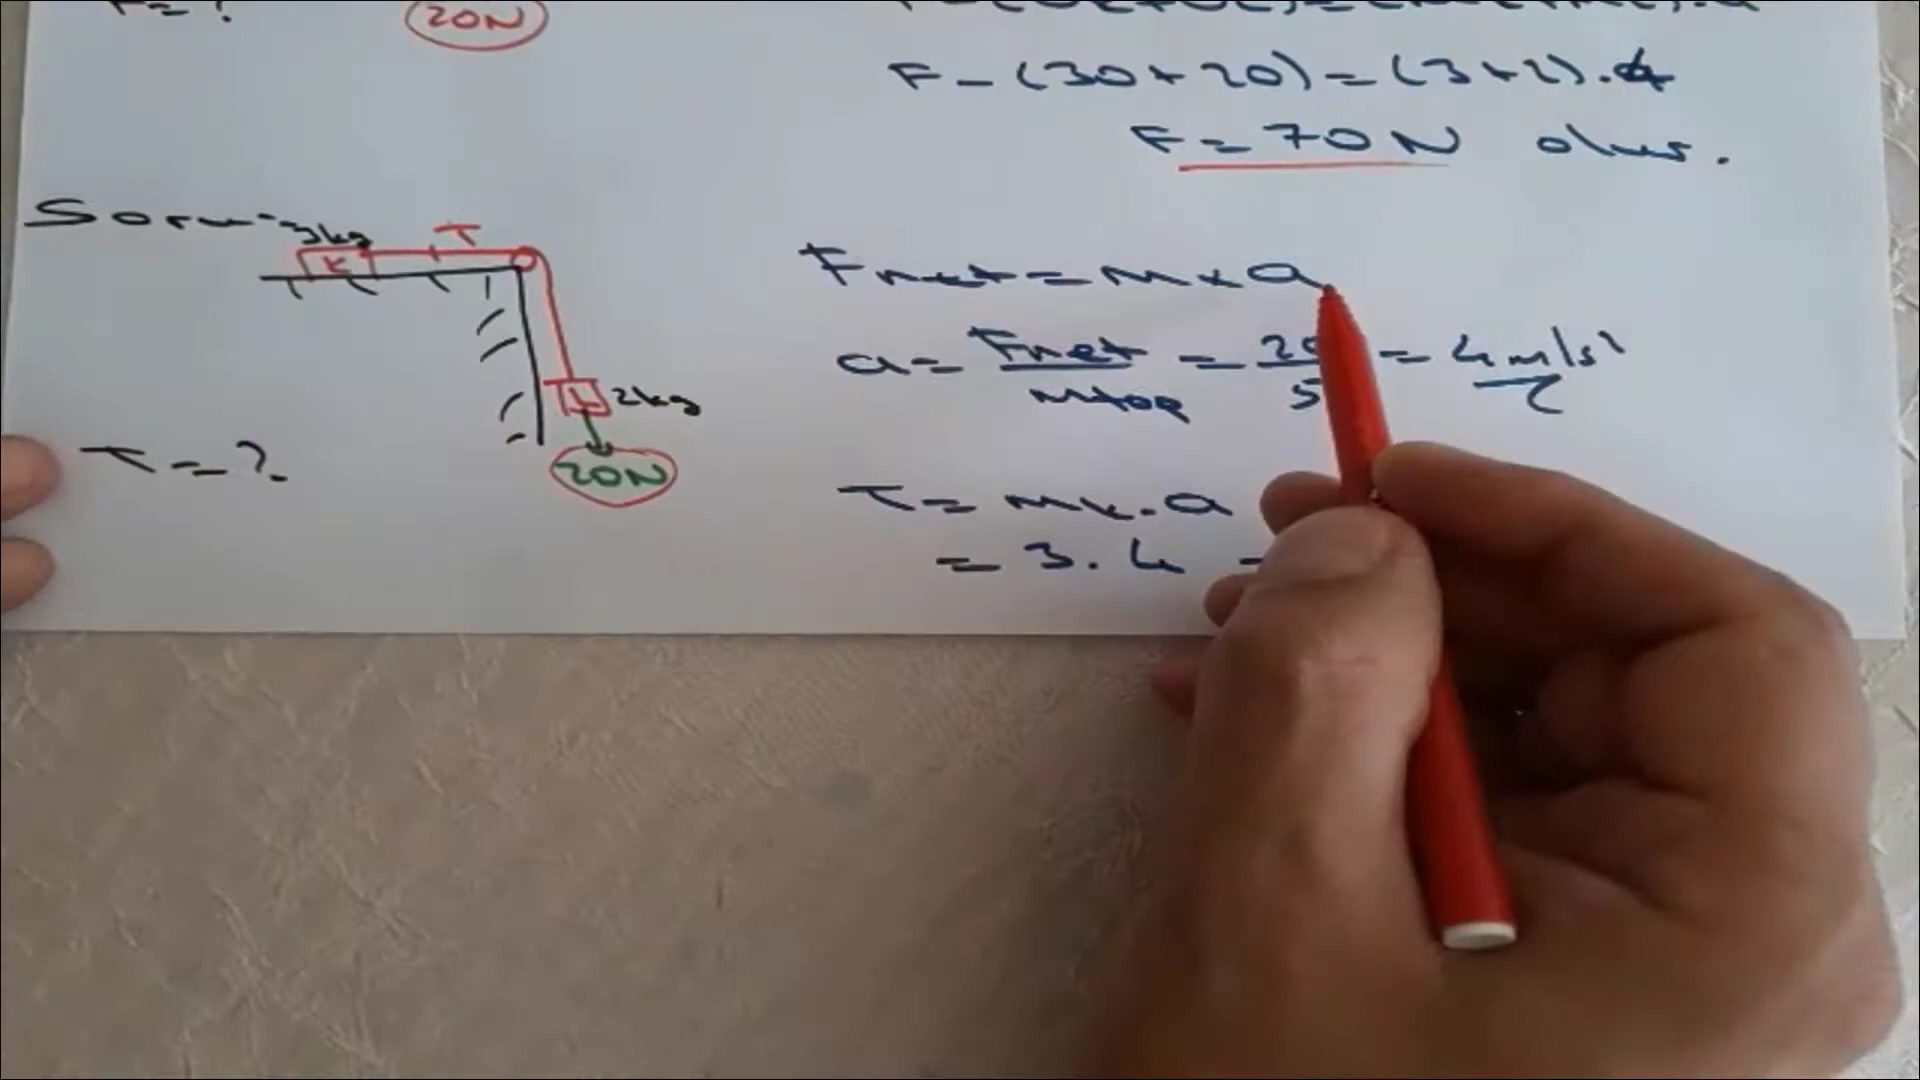 F=?
20N
F-(30+20)=(3+2).4
F=70N olur.
Soru:
3kg
T
K
L 2kg
20N
T=?
Fnet=m×a
a=Fnet/mtop=20/5=4m/s²
T=mk.a
=3.4=